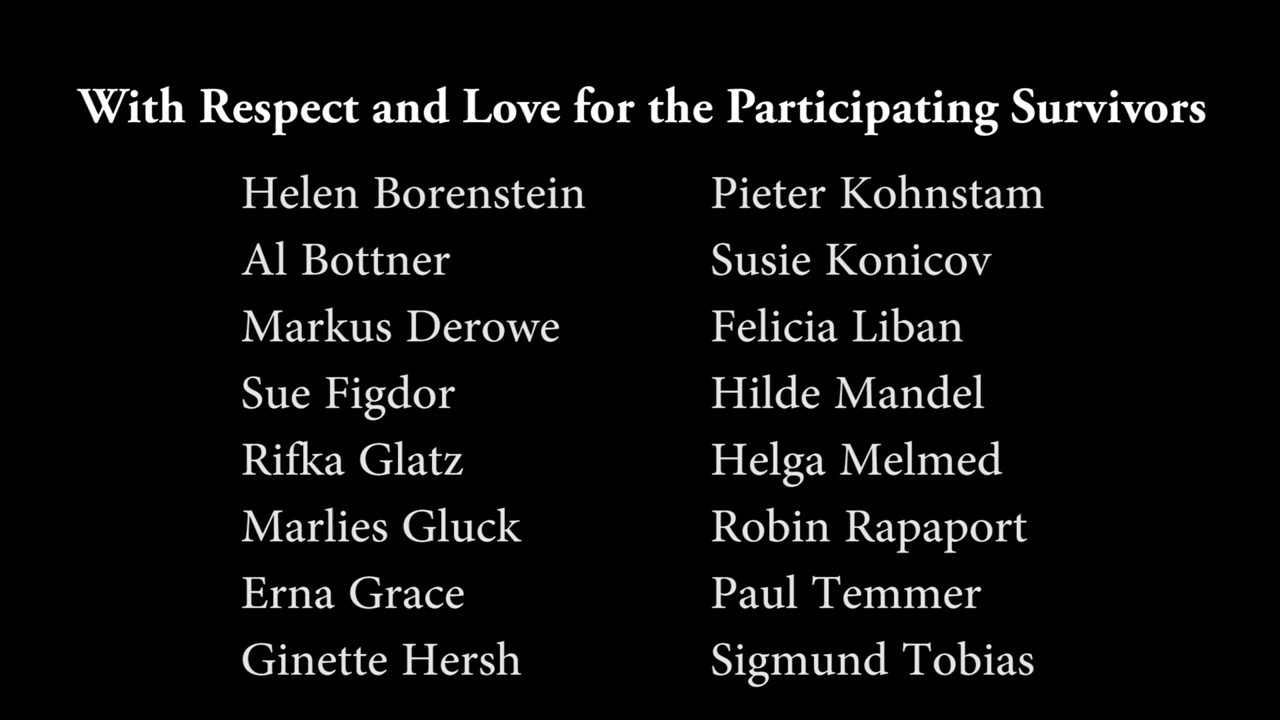 With Respect and Love for the Participating Survivors
Helen Borenstein
Al Bottner
Markus Derowe
Sue Figdor
Rifka Glatz
Marlies Gluck
Erna Grace
Ginette Hersh
Pieter Kohnstam
Susie Konicov
Felicia Liban
Hilde Mandel
Helga Melmed
Robin Rapaport
Paul Temmer
Sigmund Tobias